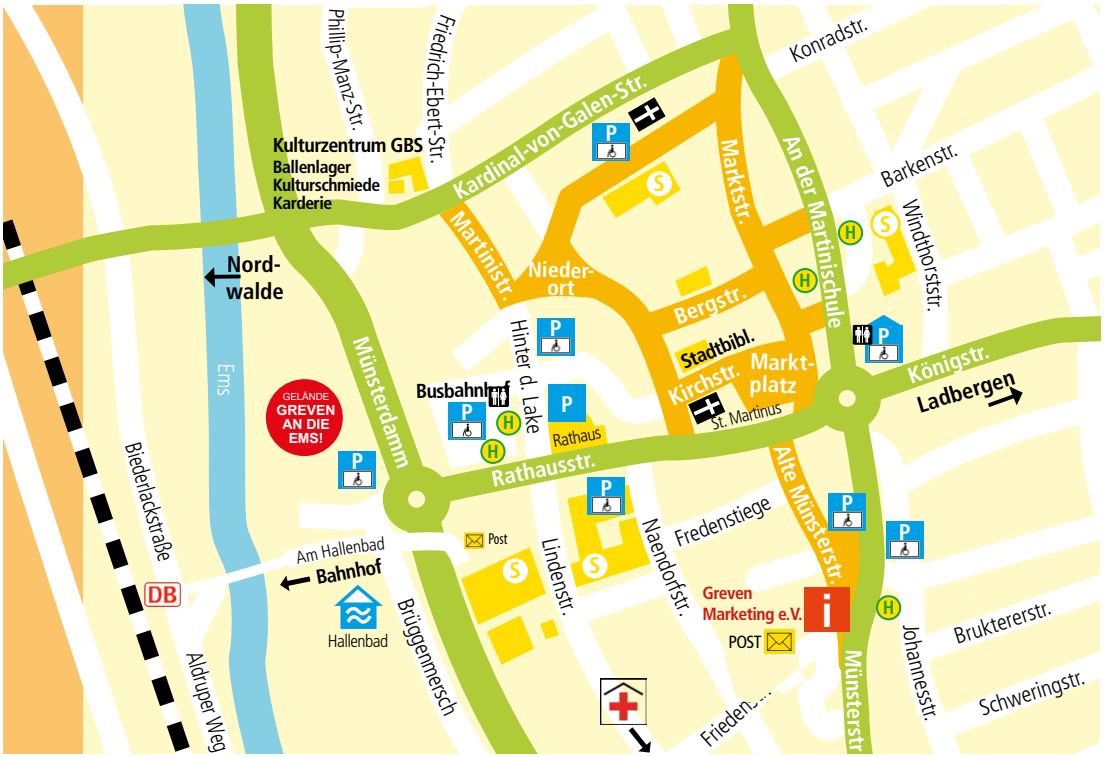 Phillip-Manz-Str.
Friedrich-Ebert-Str.
Konradstr.
Kulturzentrum GBS
Ballenlager
Kulturschmiede
Karderie
Kardinal-von-Galen-Str.
P
Marktstr.
An der Martinischule
Barkenstr.
Windthorststr.
S
S
H
H
Martinistr.
Nieder-
ort
Nord-
walde
Bergstr.
Ems
Münsterdamm
Hinter d. Lake
P
Stadtbibl.
Markt-
platz
Kirchstr.
P
Königstr.
Ladbergen
GELÄNDE
GREVEN
AN DIE
EMS!
Busbahnhof
P
H
H
P
Rathaus
St. Martinus
Rathausstr.
P
P
Biederlackstraße
Alte Münsterstr.
P
P
Fredenstiege
Naendorfstr.
Lindenstr.
Post
Am Hallenbad
Bahnhof
DB
S
S
Hallenbad
Brüggenmersch
Greven
Marketing e.V.
i
POST
H
Johannesstr.
Bruktererstr.
Schweringstr.
Aldruper Weg
Münsterstr